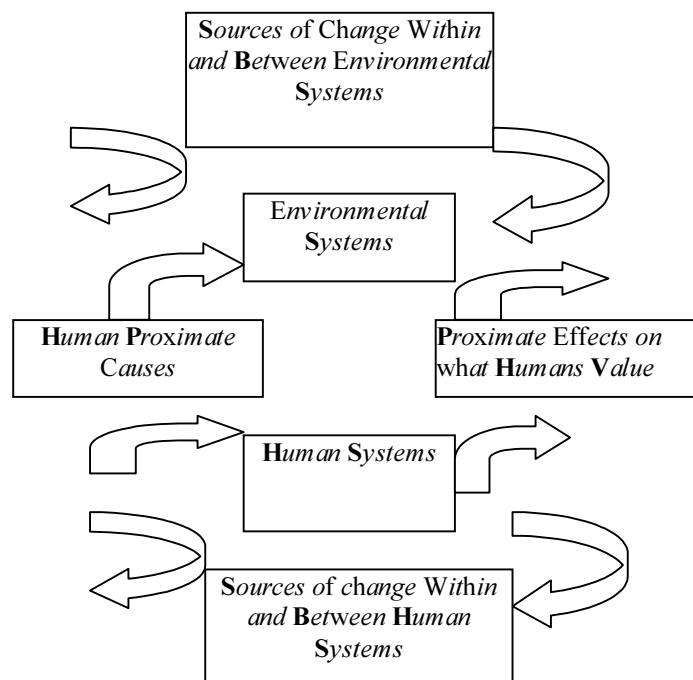 Sources of Change Within
and Between Environmental
Systems
Environmental
Systems
Human Proximate
Causes
Proximate Effects on
what Humans Value
Human Systems
Sources of change Within
and Between Human
Systems